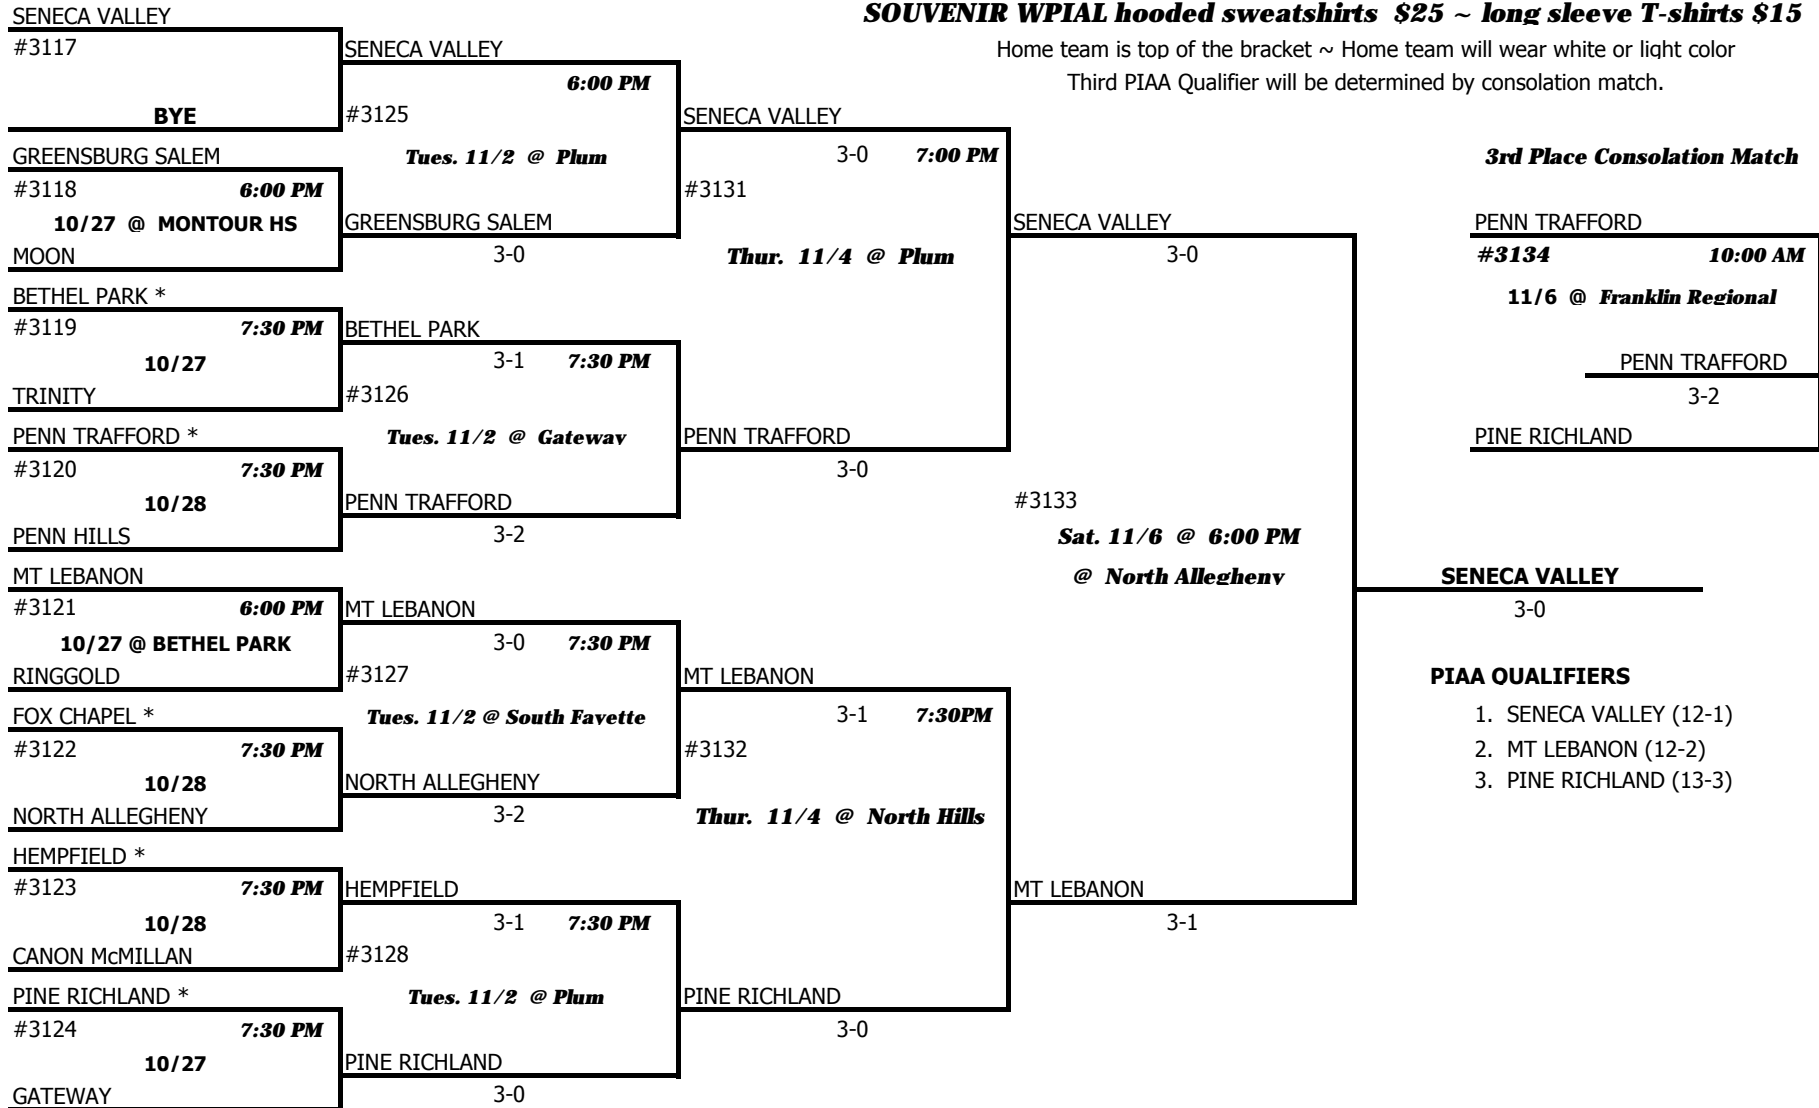 SENECA VALLEY
#3117
BYE
GREENSBURG SALEM
#3118 6:00 PM
10/27 @ MONTOUR HS
MOON
BETHEL PARK *
#3119 7:30 PM
10/27
TRINITY
PENN TRAFFORD *
#3120 7:30 PM
10/28
PENN HILLS
MT LEBANON
#3121 6:00 PM
10/27 @ BETHEL PARK
RINGGOLD
FOX CHAPEL *
#3122 7:30 PM
10/28
NORTH ALLEGHENY
HEMPFIELD *
#3123 7:30 PM
10/28
CANON McMILLAN
PINE RICHLAND *
#3124 7:30 PM
10/27
GATEWAY
SENECA VALLEY
6:00 PM
#3125
Tues. 11/2 @ Plum
GREENSBURG SALEM
3-0
BETHEL PARK
3-1 7:30 PM
#3126
Tues. 11/2 @ Gateway
PENN TRAFFORD
3-2
MT LEBANON
3-0 7:30 PM
#3127
Tues. 11/2 @ South Fayette
NORTH ALLEGHENY
3-2
HEMPFIELD
3-1 7:30 PM
#3128
Tues. 11/2 @ Plum
PINE RICHLAND
3-0
SENECA VALLEY
3-0 7:00 PM
#3131
Thur. 11/4 @ Plum
PENN TRAFFORD
3-0
MT LEBANON
3-1 7:30PM
#3132
Thur. 11/4 @ North Hills
PINE RICHLAND
3-0
SENECA VALLEY
3-0
#3133
Sat. 11/6 @ 6:00 PM
@ North Allegheny
MT LEBANON
3-1
SENECA VALLEY
3-0
SOUVENIR WPIAL hooded sweatshirts $25 ~ long sleeve T-shirts $15
Home team is top of the bracket ~ Home team will wear white or light color
Third PIAA Qualifier will be determined by consolation match.
3rd Place Consolation Match
PENN TRAFFORD
#3134 10:00 AM
11/6 @ Franklin Regional
PENN TRAFFORD
3-2
PINE RICHLAND
PIAA QUALIFIERS
1. SENECA VALLEY (12-1)
2. MT LEBANON (12-2)
3. PINE RICHLAND (13-3)